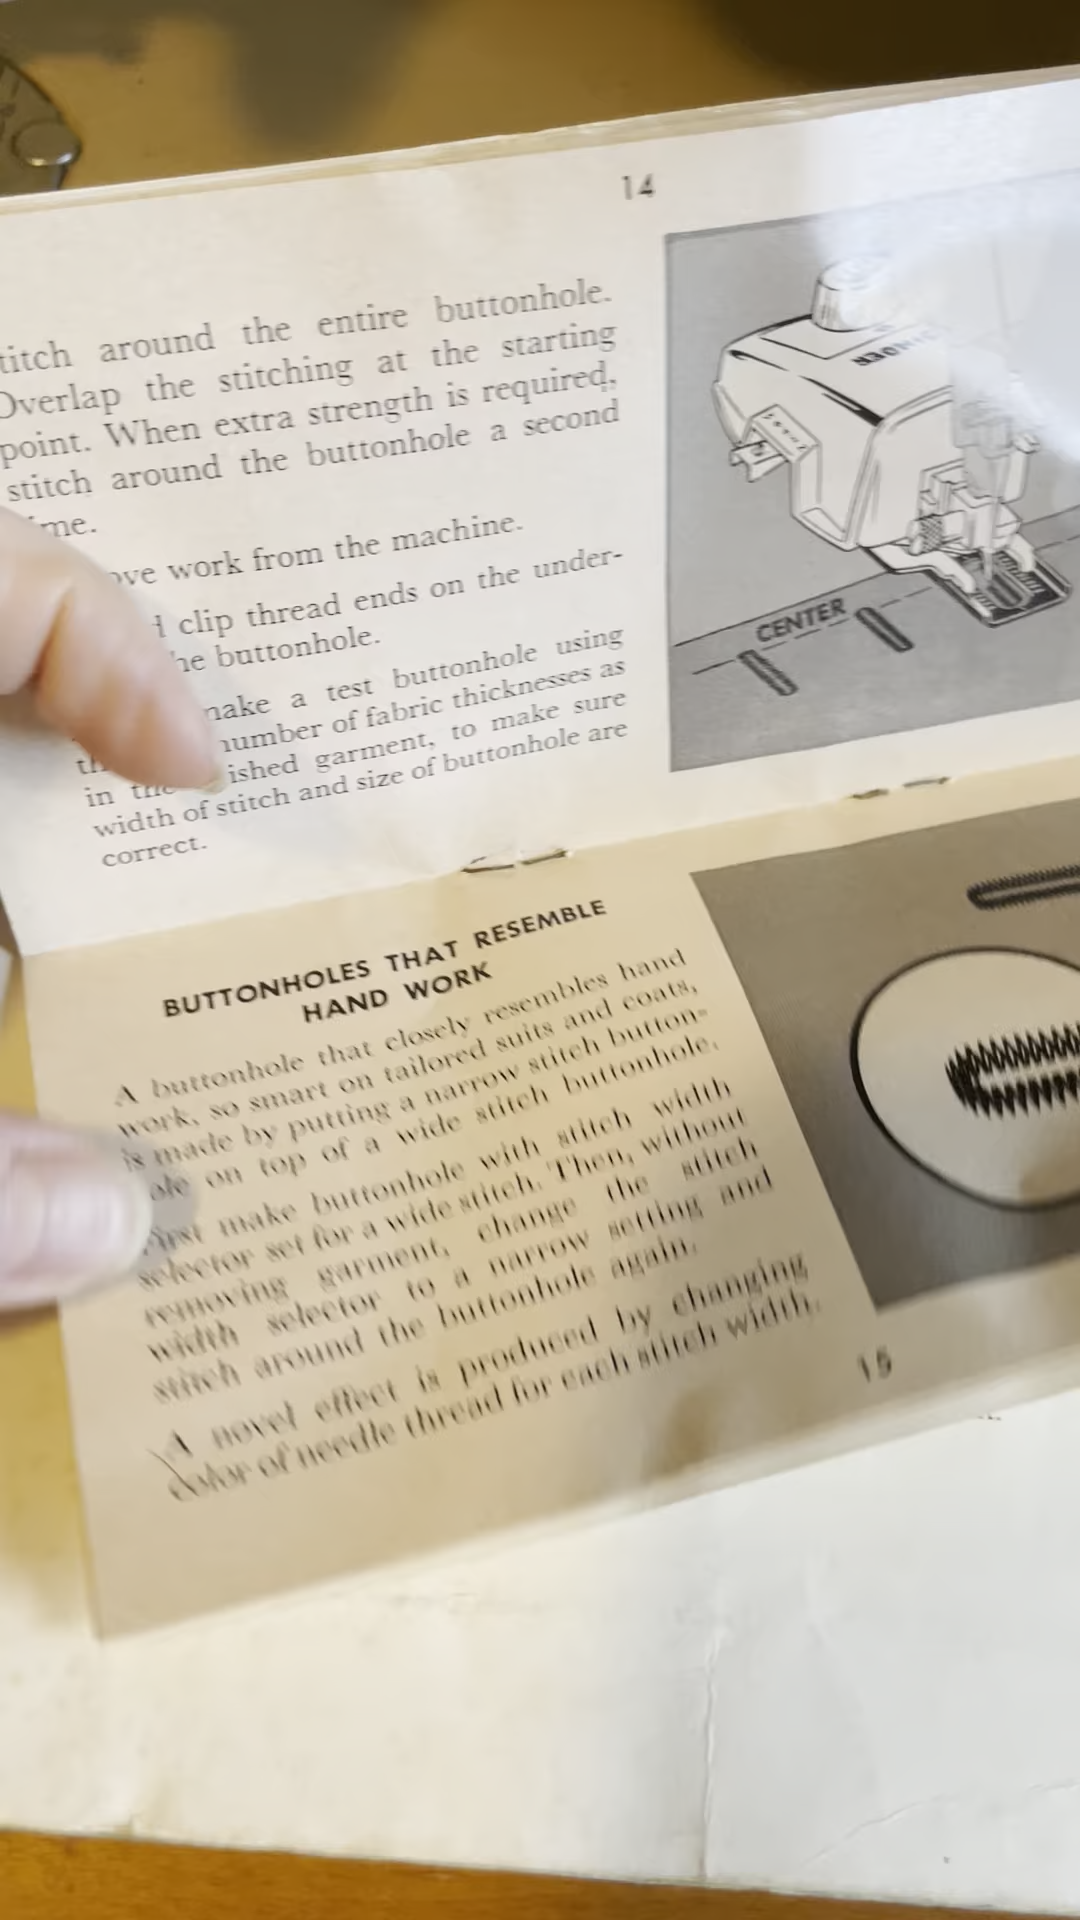 14
titch around the entire buttonhole.
Overlap the stitching at the starting
point. When extra strength is required,
stitch around the buttonhole a second
ime.
ove work from the machine.
clip thread ends on the under-
he buttonhole.
make a test buttonhole using
number of fabric thicknesses as
in the ished garment, to make sure
width of stitch and size of buttonhole are
correct.
SINGER
CENTER
BUTTONHOLES THAT RESEMBLE
HAND WORK
A buttonhole that closely resembles hand
work, so smart on tailored suits and coats,
is made by putting a narrow stitch button-
ole on top of a wide stitch buttonhole.
First make buttonhole with stitch width
selector set for a wide stitch. Then, without
removing garment, change the stitch
width selector to a narrow setting and
stitch around the buttonhole again.
A novel effect is produced by changing
color of needle thread for each stitch width.
15